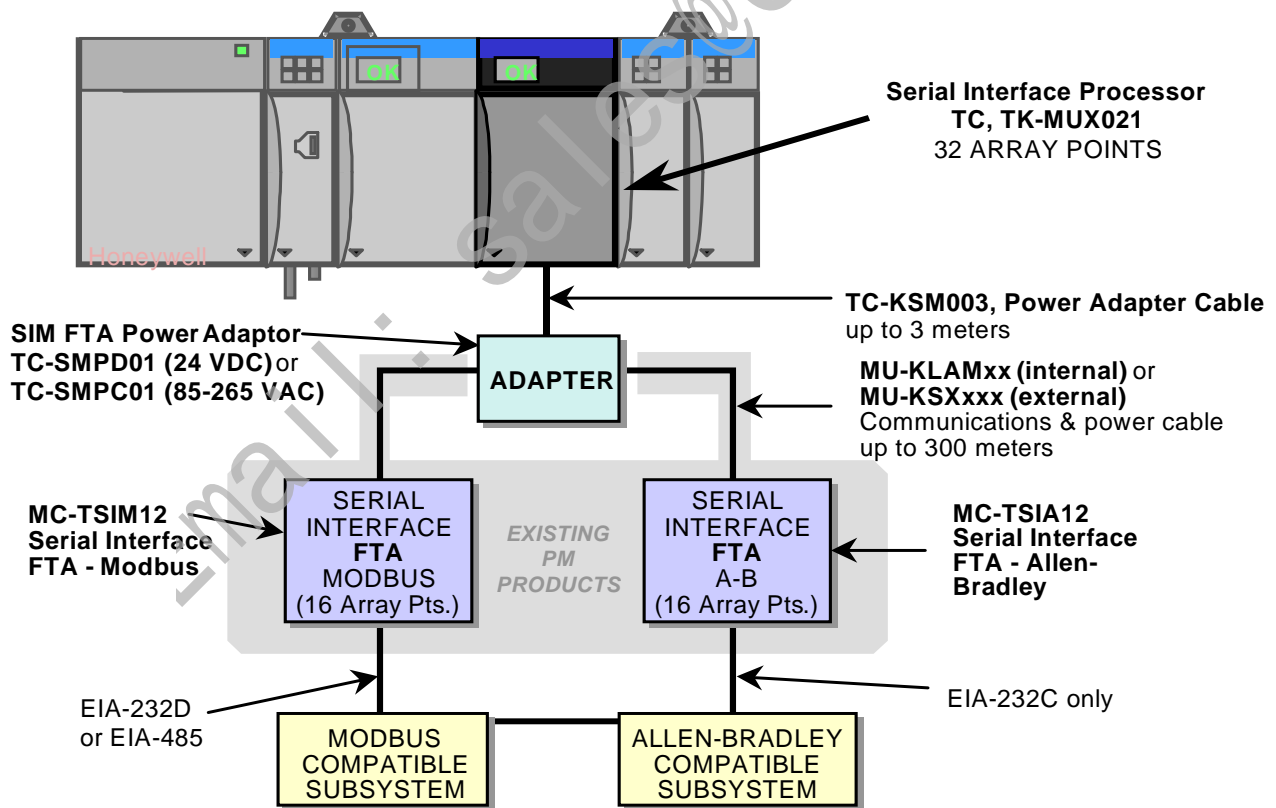 OK
OK
Honeywell
Serial Interface Processor
TC, TK-MUX021
32 ARRAY POINTS
TC-KSM003, Power Adapter Cable
up to 3 meters
SIM FTA Power Adaptor
TC-SMPD01 (24 VDC) or
TC-SMPC01 (85-265 VAC)
ADAPTER
MU-KLAMxx (internal) or
MU-KSXxxx (external)
Communications & power cable
up to 300 meters
MC-TSIM12
Serial Interface
FTA - Modbus
SERIAL
INTERFACE
FTA
MODBUS
(16 Array Pts.)
EXISTING
PM
PRODUCTS
SERIAL
INTERFACE
FTA
A-B
(16 Array Pts.)
MC-TSIA12
Serial Interface
FTA - Allen-
Bradley
EIA-232D
or EIA-485
EIA-232C only
MODBUS
COMPATIBLE
SUBSYSTEM
ALLEN-BRADLEY
COMPATIBLE
SUBSYSTEM
mail: sales@